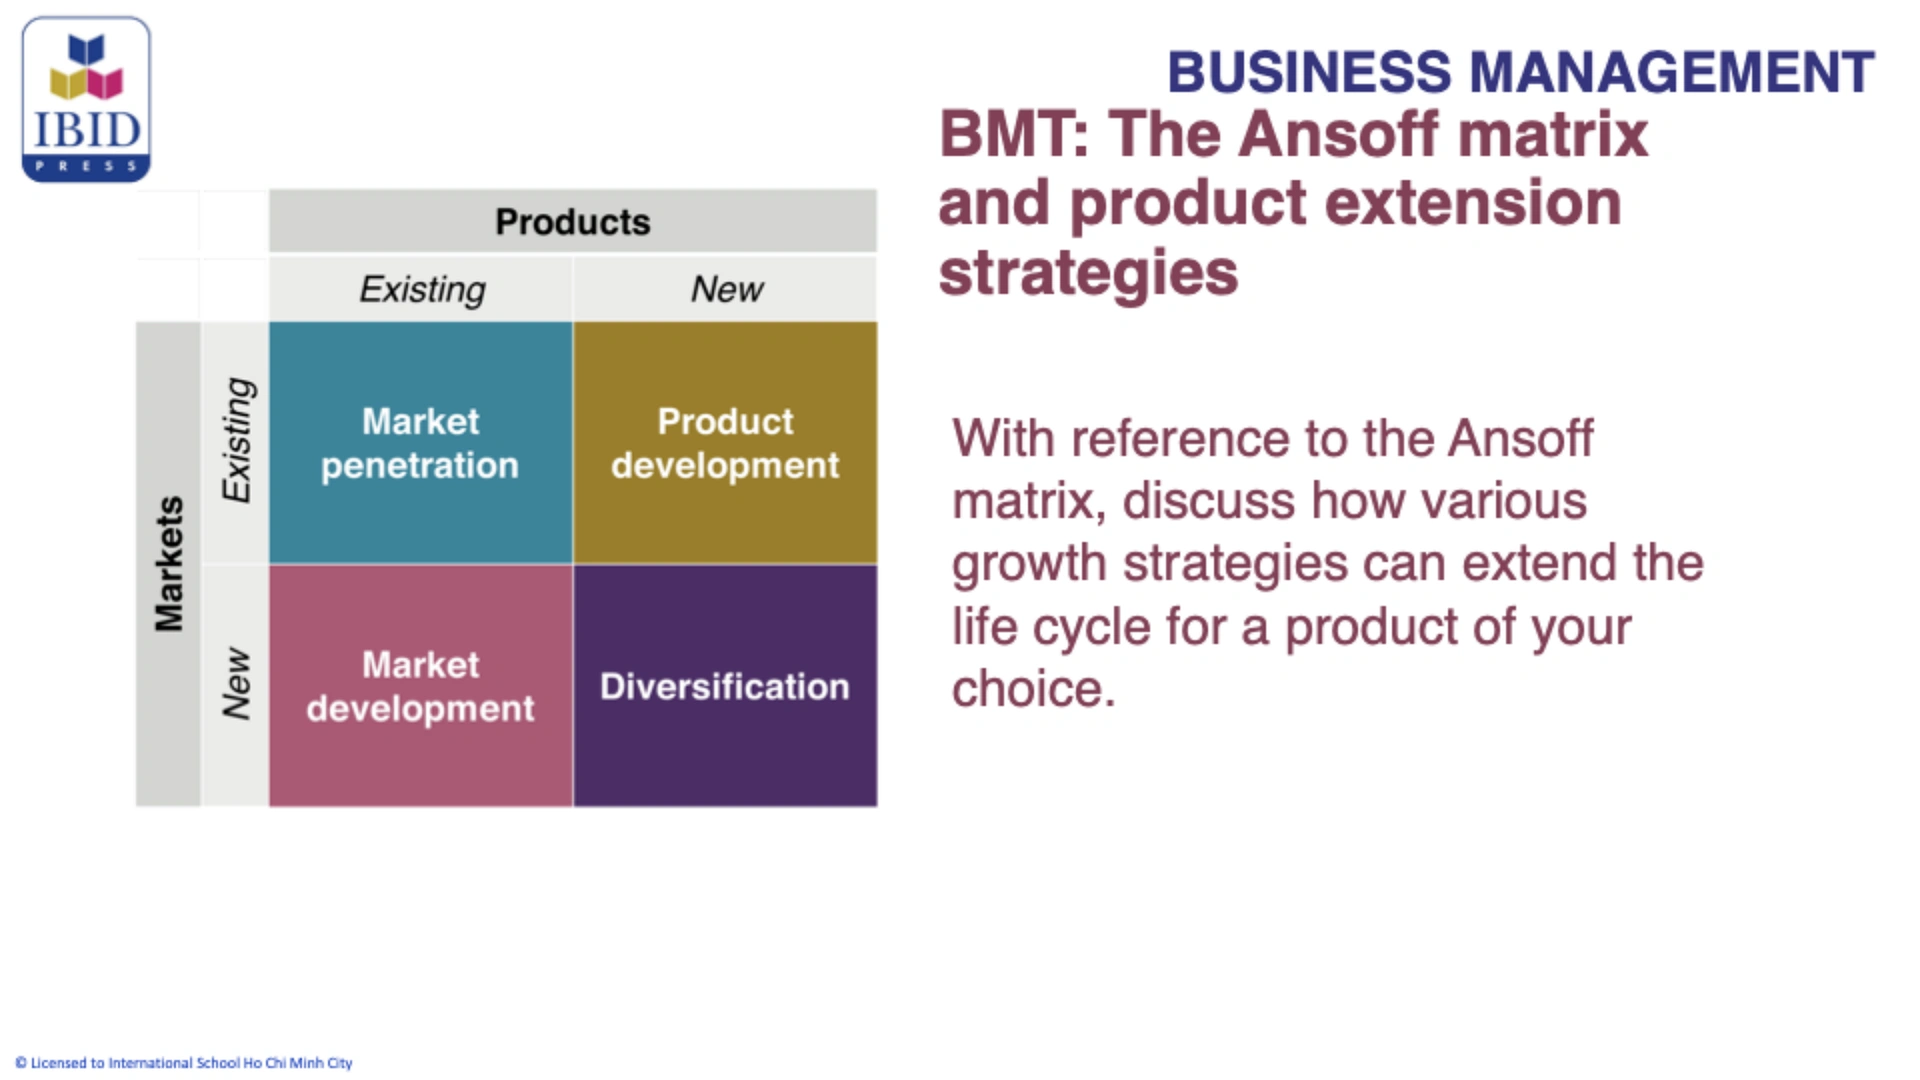 IBID
PRESS
BUSINESS MANAGEMENT
BMT: The Ansoff matrix
and product extension
strategies
Products
Existing
New
Markets
Existing
Market
penetration
Product
development
New
Market
development
Diversification
With reference to the Ansoff
matrix, discuss how various
growth strategies can extend the
life cycle for a product of your
choice.
© Licensed to International School Ho Chi Minh City